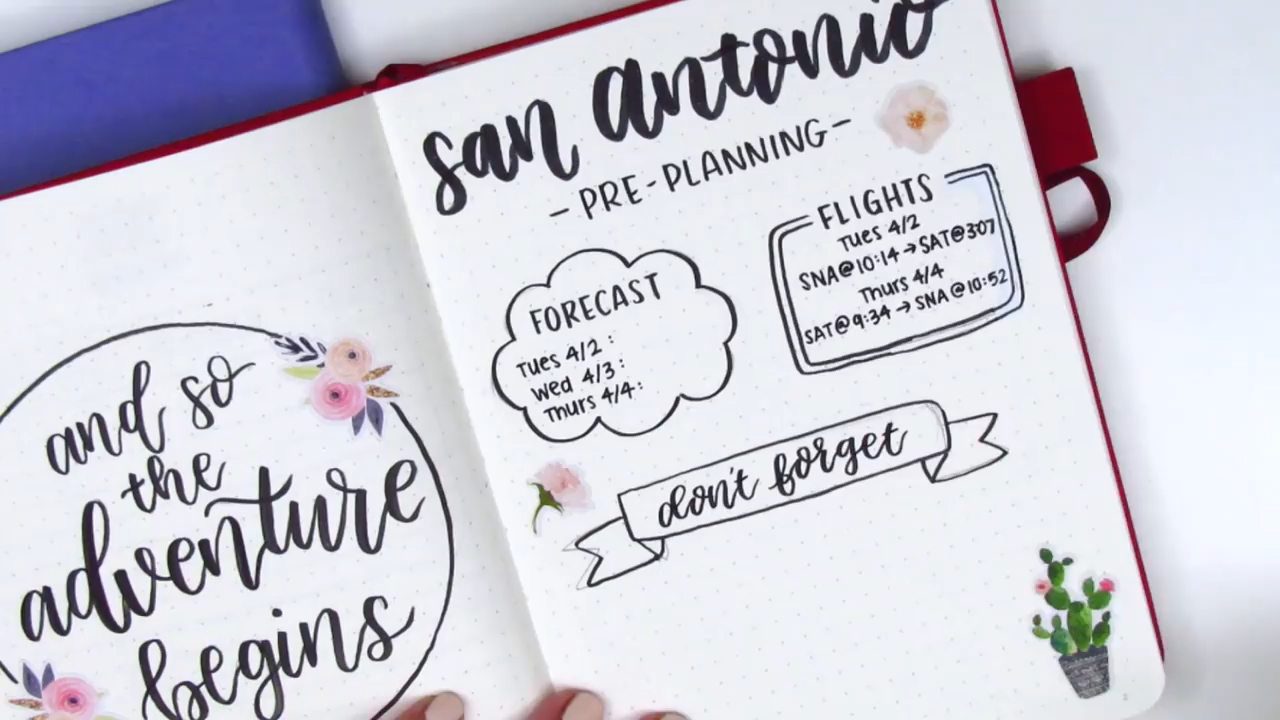 and so
the
adventure
begins
san antonio
- PRE-PLANNING -
FORECAST
Tues 4/2 :
Wed 4/3 :
Thurs 4/4 :
FLIGHTS
Tues 4/2
SNA@10:14→SAT@3:07
Thurs 4/4
SAT@9:34→SNA@10:52
don't forget